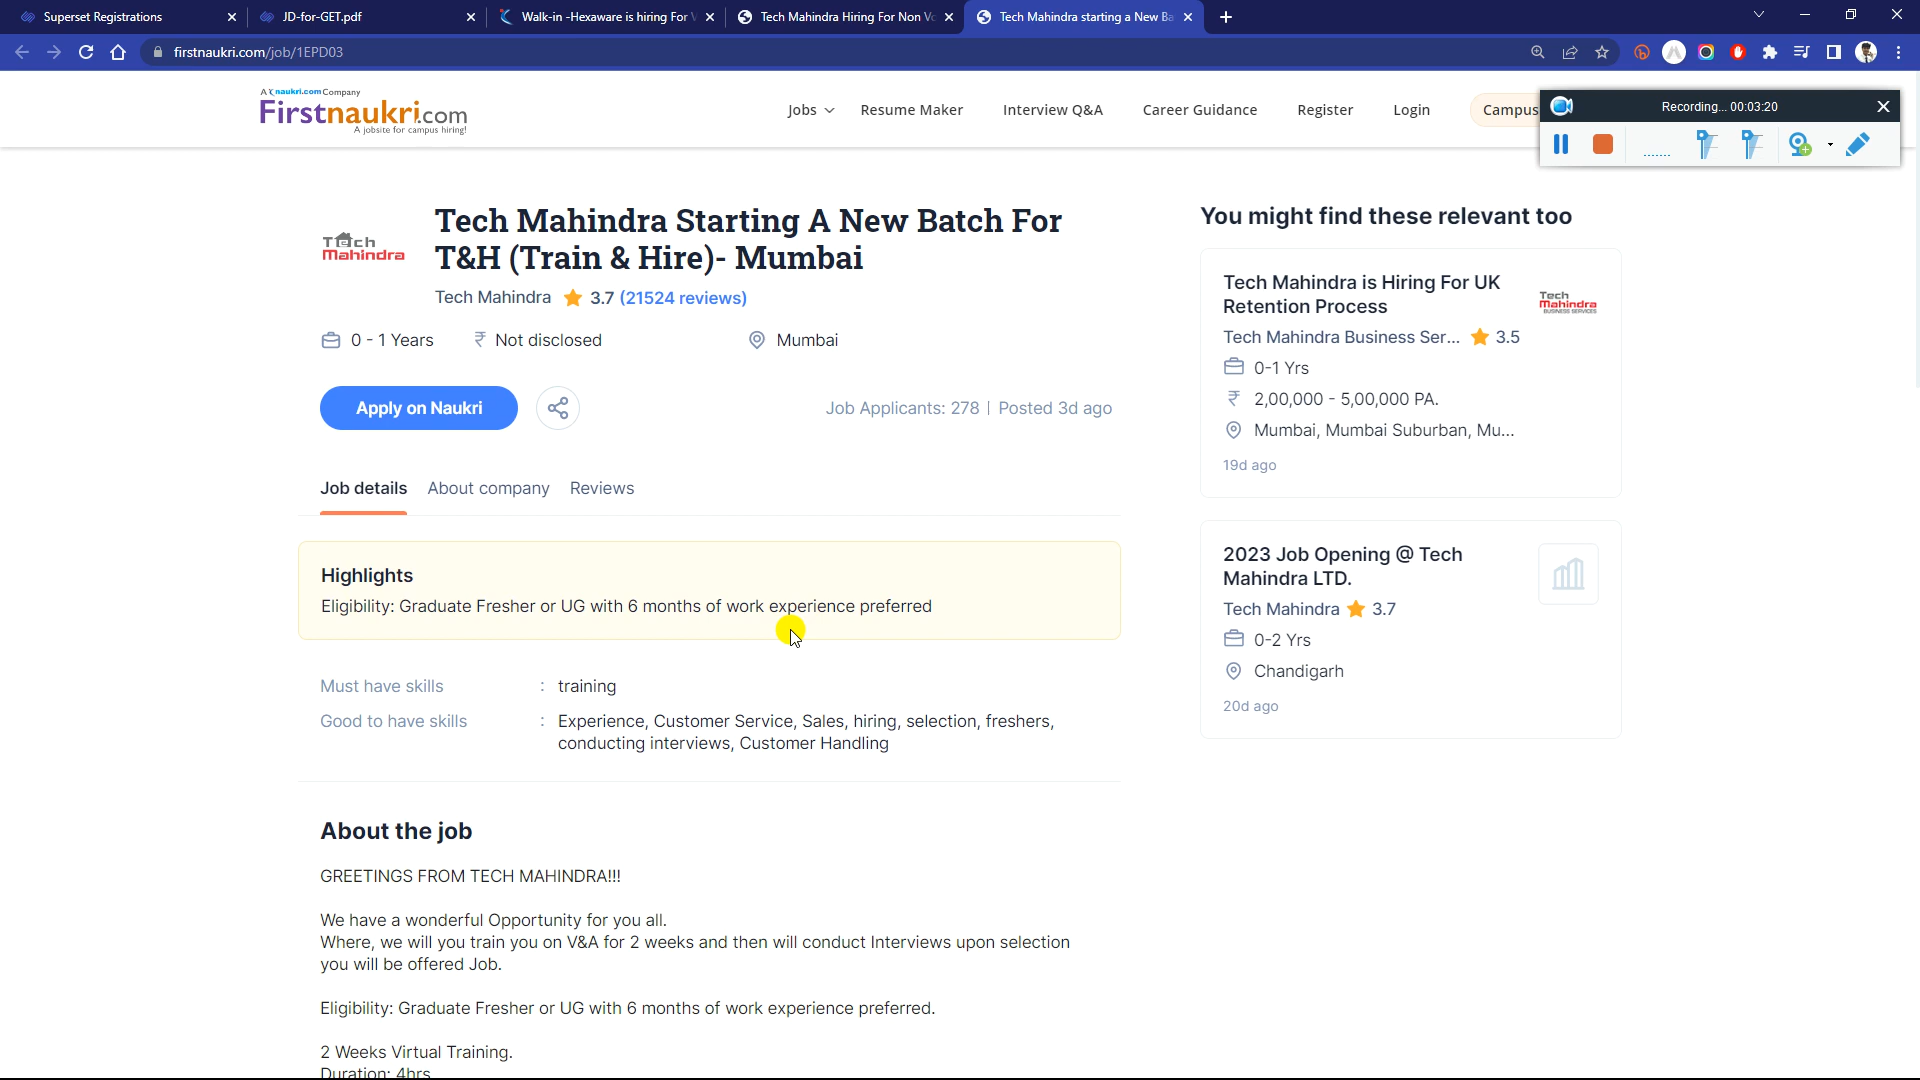 Superset Registrations
JD-for-GET.pdf
Walk-in -Hexaware is hiring For
Tech Mahindra Hiring For Non Vo
Tech Mahindra starting a New Ba
firstnaukri.com/job/1EPD03
A naukri.com Company
Firstnaukri.com
A jobsite for campus hiring!
Jobs
Resume Maker
Interview Q&A
Career Guidance
Register
Login
Campus
Recording... 00:03:20
Tech
Mahindra
Tech Mahindra Starting A New Batch For
T&H (Train & Hire)- Mumbai
Tech Mahindra 3.7 (21524 reviews)
0 - 1 Years
₹ Not disclosed
Mumbai
Apply on Naukri
Job Applicants: 278 | Posted 3d ago
Job details
About company
Reviews
Highlights
Eligibility: Graduate Fresher or UG with 6 months of work experience preferred
Must have skills : training
Good to have skills : Experience, Customer Service, Sales, hiring, selection, freshers,
conducting interviews, Customer Handling
About the job
GREETINGS FROM TECH MAHINDRA!!!
We have a wonderful Opportunity for you all.
Where, we will you train you on V&A for 2 weeks and then will conduct Interviews upon selection
you will be offered Job.
Eligibility: Graduate Fresher or UG with 6 months of work experience preferred.
2 Weeks Virtual Training.
Duration: 4hrs
You might find these relevant too
Tech Mahindra is Hiring For UK
Retention Process
Tech
Mahindra
BUSINESS SERVICES
Tech Mahindra Business Ser... 3.5
0-1 Yrs
₹ 2,00,000 - 5,00,000 PA.
Mumbai, Mumbai Suburban, Mu...
19d ago
2023 Job Opening @ Tech
Mahindra LTD.
Tech Mahindra 3.7
0-2 Yrs
Chandigarh
20d ago